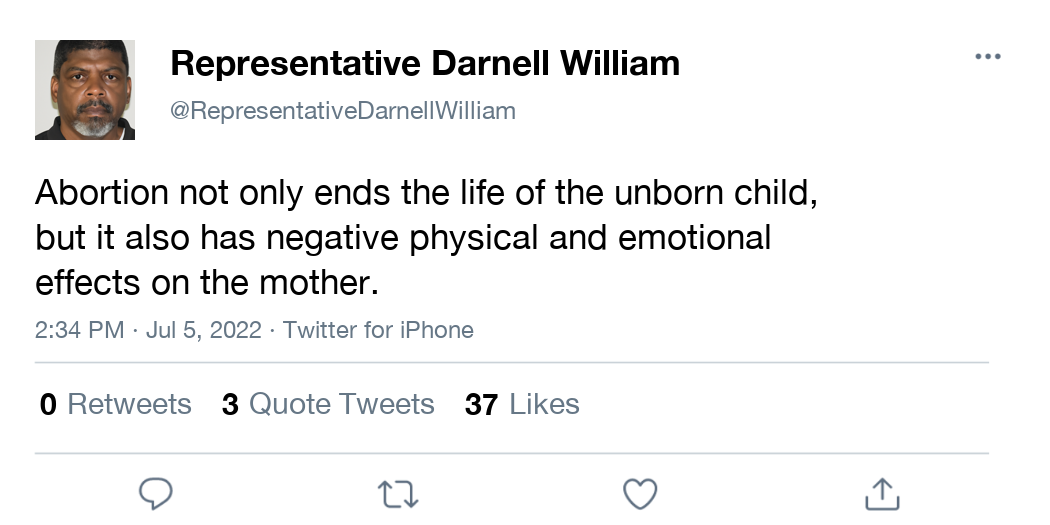 Representative Darnell William
@RepresentativeDarnellWilliam
Abortion not only ends the life of the unborn child,
but it also has negative physical and emotional
effects on the mother.
2:34 PM · Jul 5, 2022 · Twitter for iPhone
0 Retweets 3 Quote Tweets 37 Likes